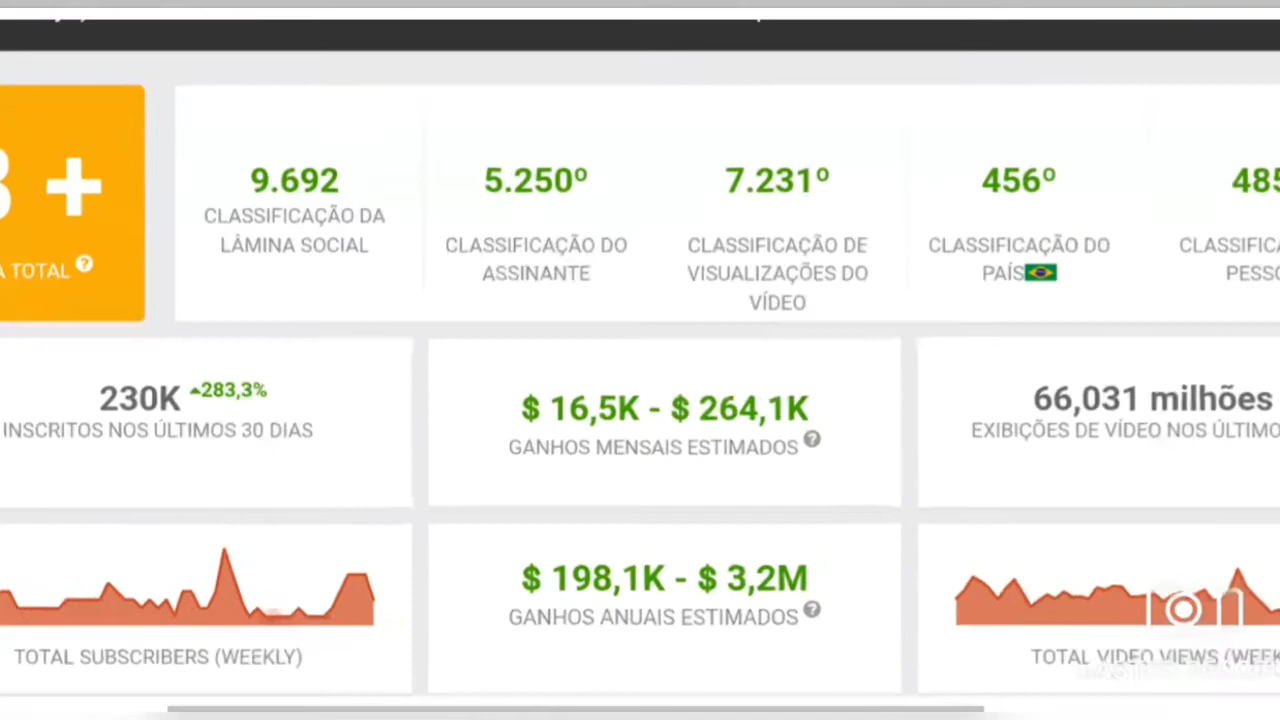 +
TOTAL ?
9.692
CLASSIFICAÇÃO DA
LÂMINA SOCIAL
5.250º
CLASSIFICAÇÃO DO
ASSINANTE
7.231º
CLASSIFICAÇÃO DE
VISUALIZAÇÕES DO
VÍDEO
456º
CLASSIFICAÇÃO DO
PAÍS
230K 283,3%
INSCRITOS NOS ÚLTIMOS 30 DIAS
$ 16,5K - $ 264,1K
GANHOS MENSAIS ESTIMADOS ?
66,031 milhões
EXIBIÇÕES DE VÍDEO NOS
TOTAL SUBSCRIBERS (WEEKLY)
$ 198,1K - $ 3,2M
GANHOS ANUAIS ESTIMADOS ?
TOTAL VIDEO VIEWS